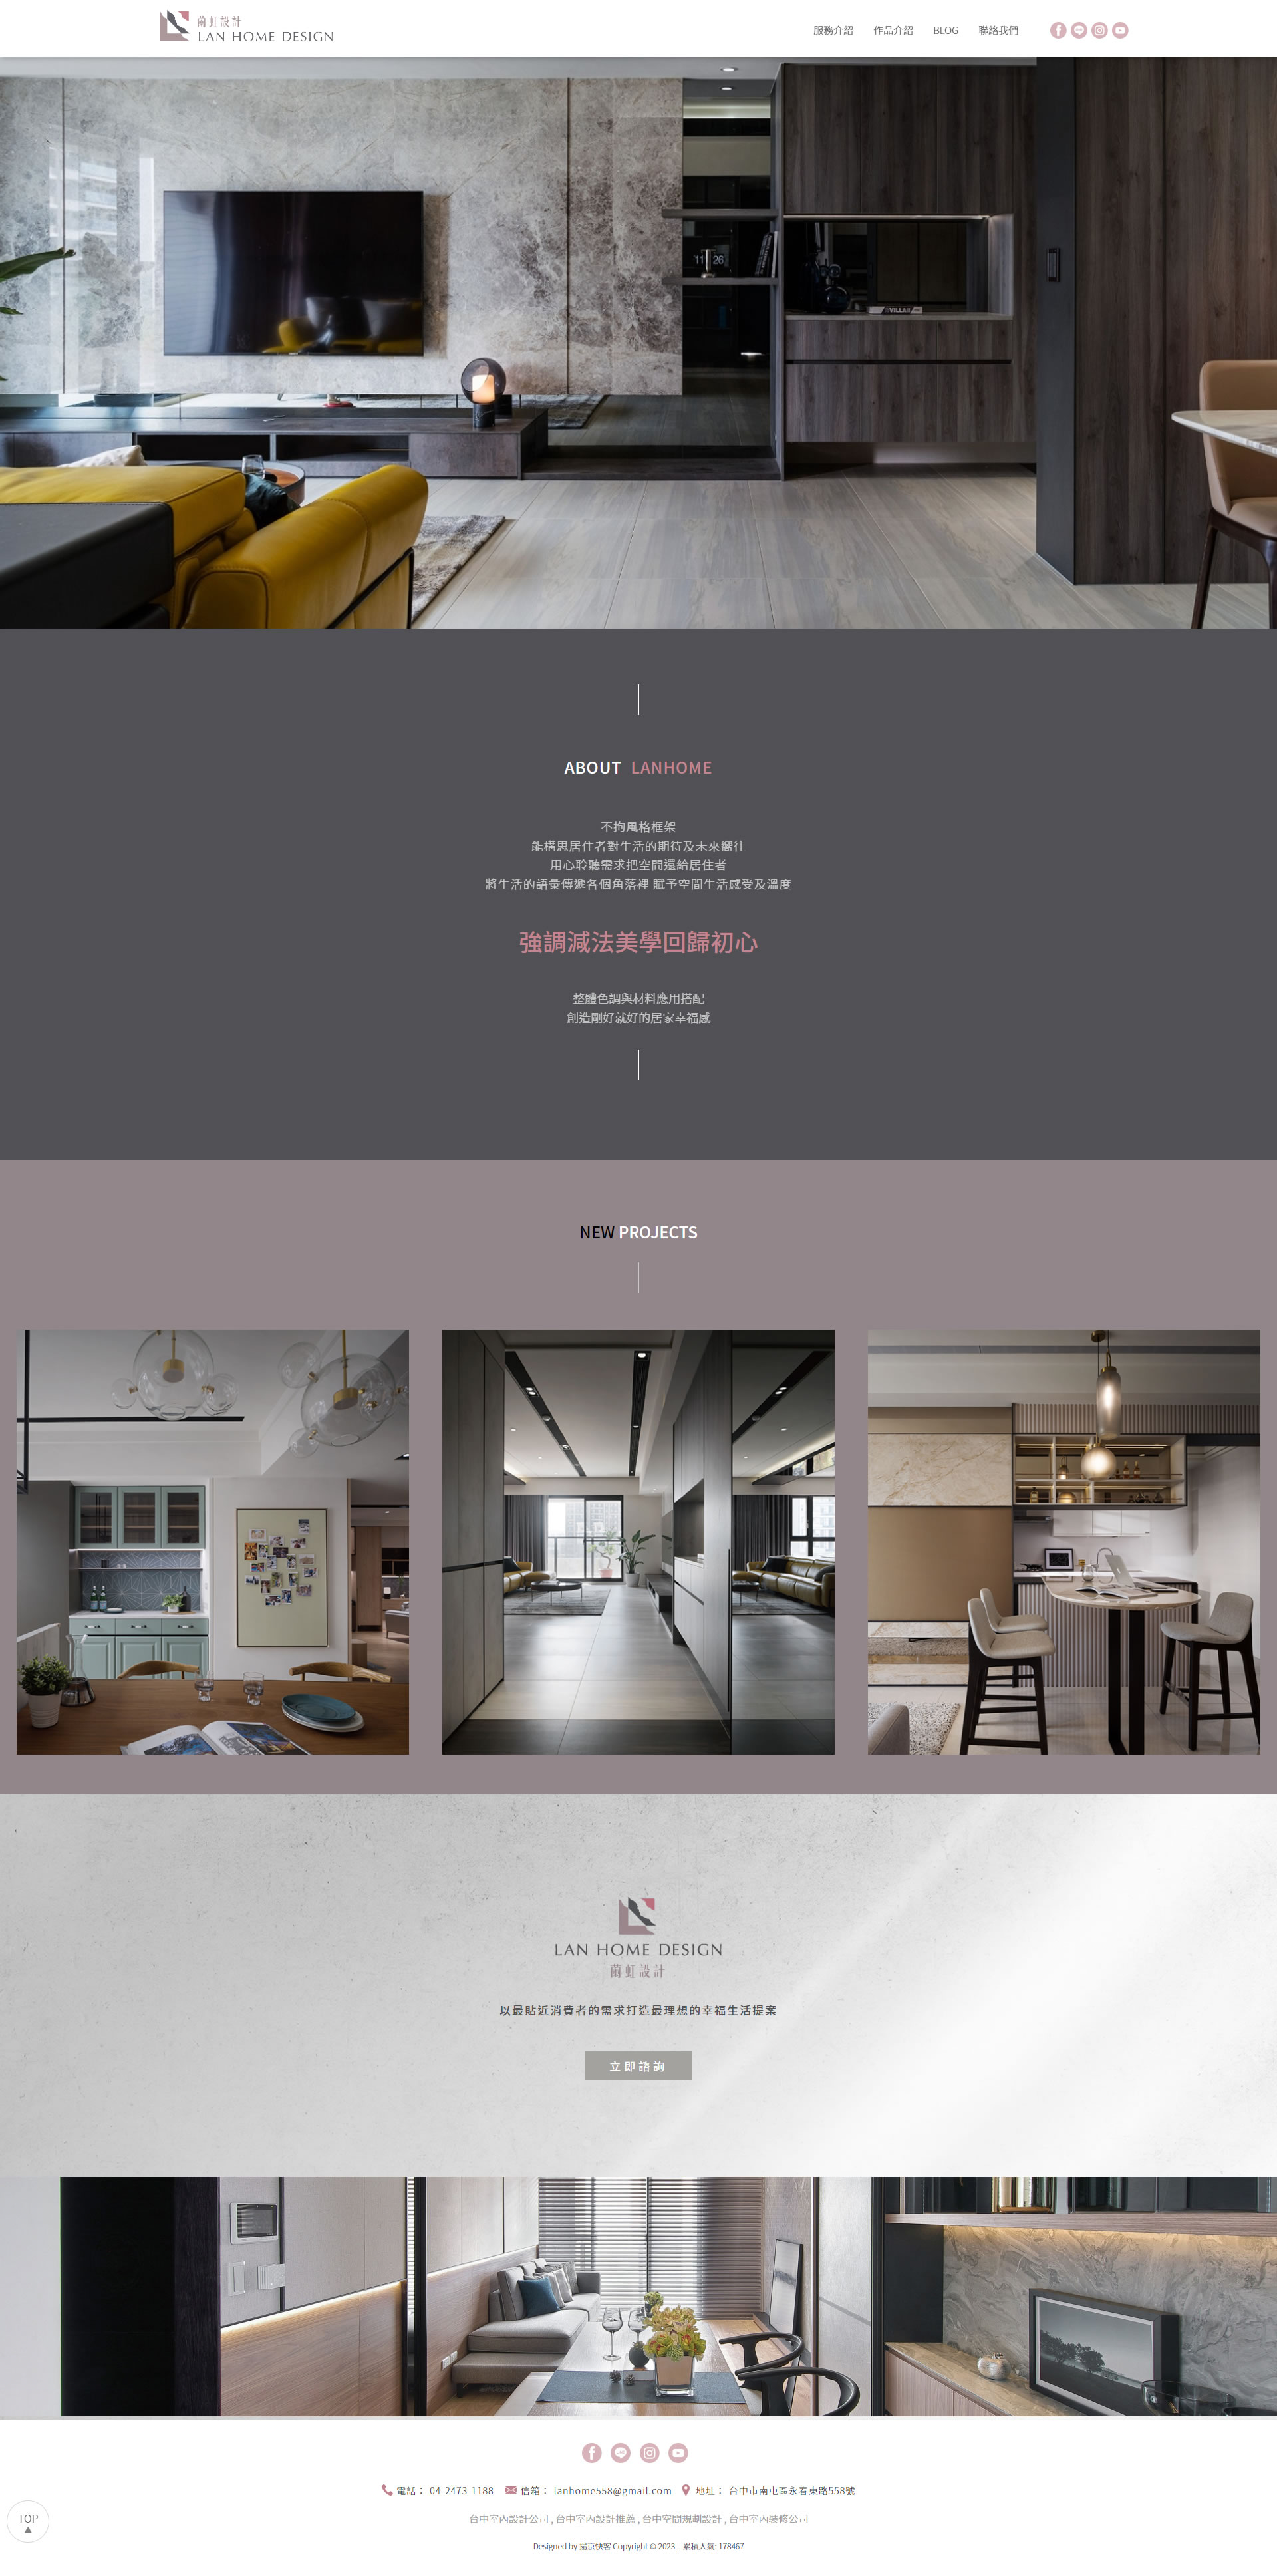 蘭虹設計
LAN HOME DESIGN
服務介紹 作品介紹 BLOG 聯絡我們
11 26
VILLA
ABOUT LANHOME
不拘風格框架
能構思居住者對生活的期待及未來嚮往
用心聆聽需求把空間還給居住者
將生活的語彙傳遞各個角落裡 賦予空間生活感受及溫度
強調減法美學回歸初心
整體色調與材料應用搭配
創造剛好就好的居家幸福感
NEW PROJECTS
LAN HOME DESIGN
蘭虹設計
以最貼近消費者的需求打造最理想的幸福生活提案
立即諮詢
電話： 04-2473-1188 信箱： lanhome558@gmail.com 地址： 台中市南屯區永春東路558號
台中室內設計公司 , 台中室內設計推薦 , 台中空間規劃設計 , 台中室內裝修公司
TOP
Designed by 揚京快客 Copyright © 2023 .. 累積人氣: 178467